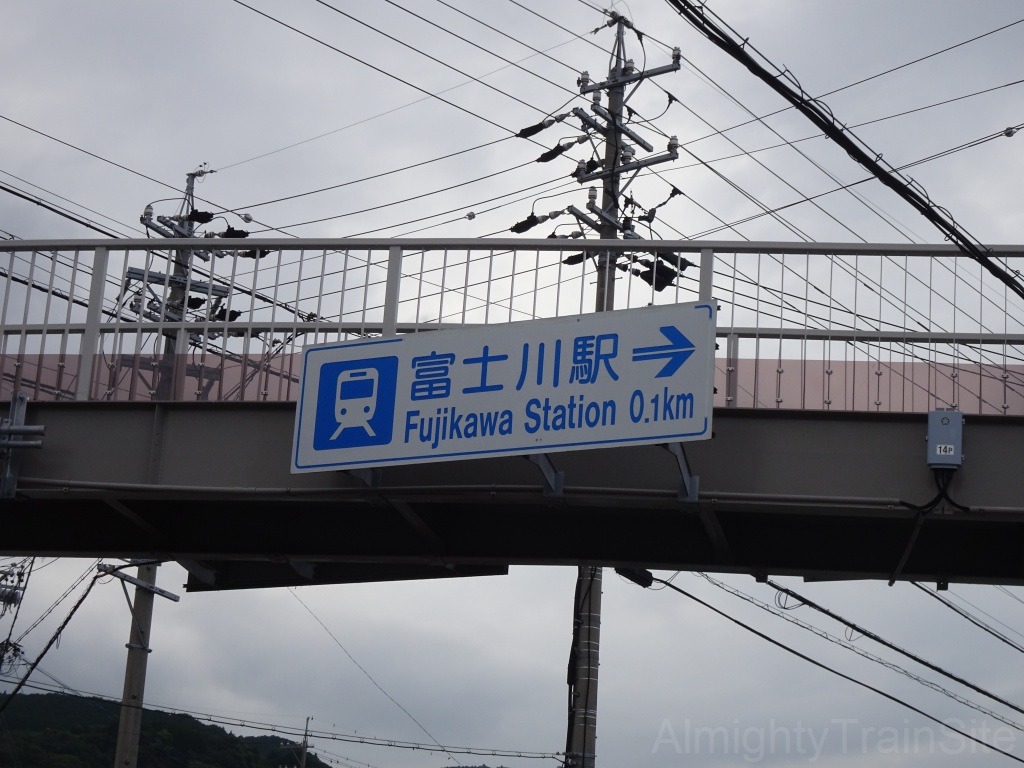 富士川駅
Fujikawa Station 0.1km
14P
AlmightyTrainSite